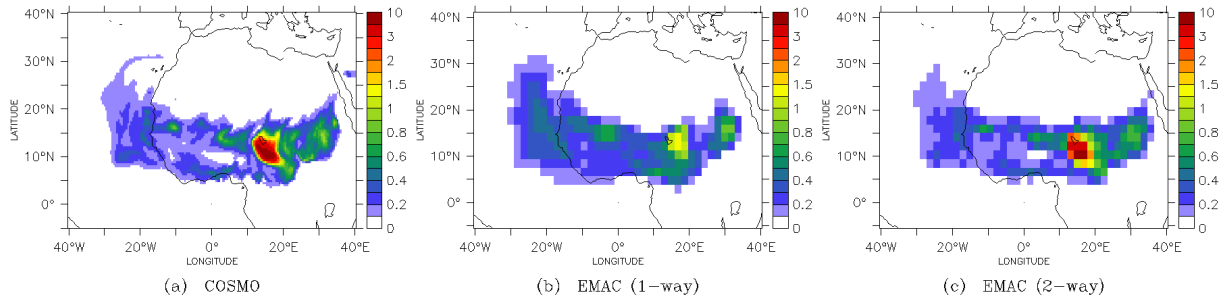 40°N
30°N
20°N
10°N
0°
LATITUDE
40°W 20°W 0° 20°E 40°E
LONGITUDE
10
3
2
1.5
1
0.8
0.6
0.4
0.2
0
(a) COSMO
40°N
30°N
20°N
10°N
0°
LATITUDE
40°W 20°W 0° 20°E 40°E
LONGITUDE
10
3
2
1.5
1
0.8
0.6
0.4
0.2
0
(b) EMAC (1-way)
40°N
30°N
20°N
10°N
0°
LATITUDE
40°W 20°W 0° 20°E 40°E
LONGITUDE
10
3
2
1.5
1
0.8
0.6
0.4
0.2
0
(c) EMAC (2-way)